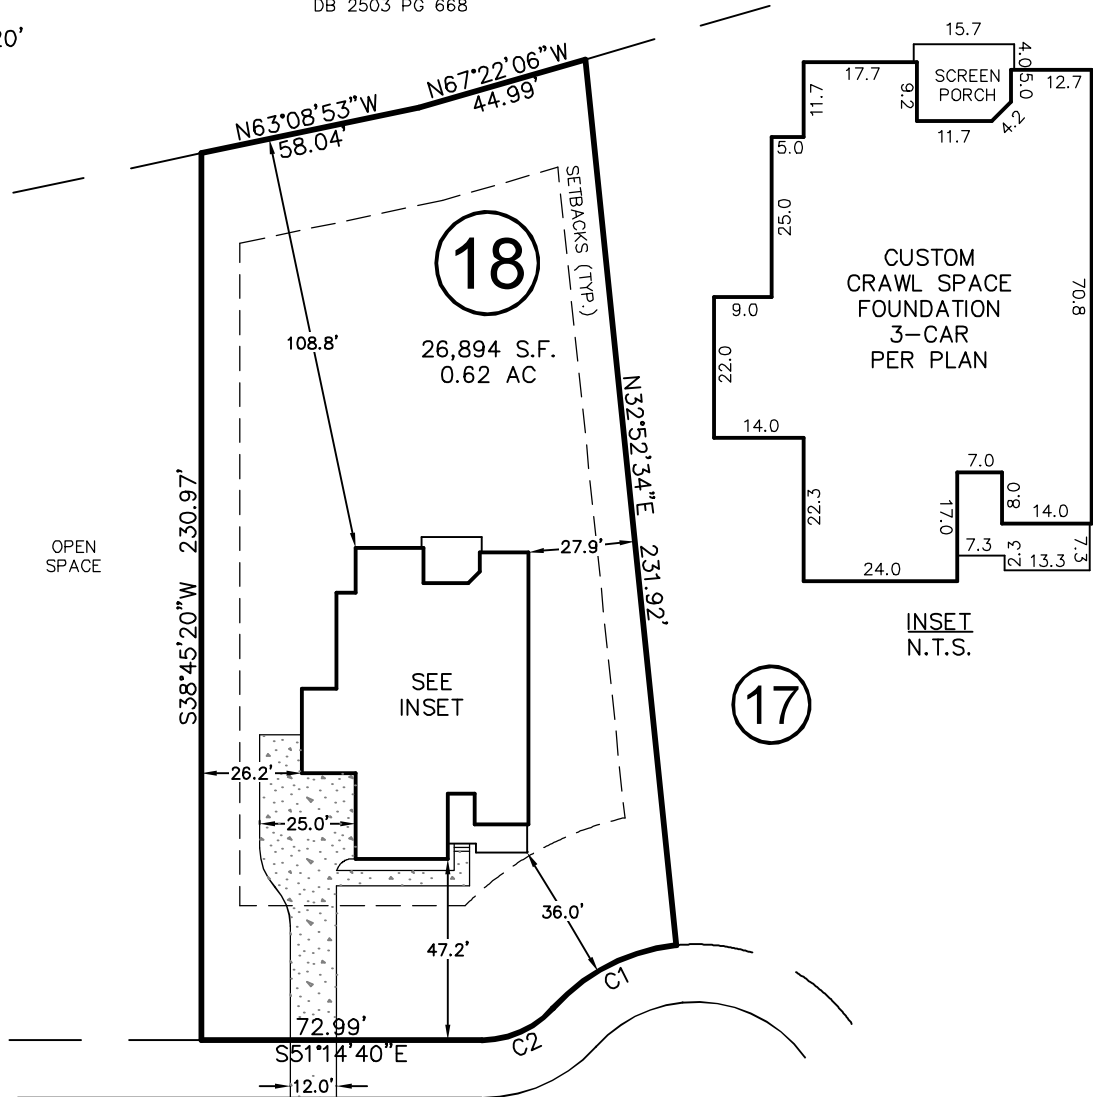 DB 2503 PG 668
20'
N63°08'53"W
58.04'
N67°22'06"W
44.99'
SETBACKS (TYP.)
18
26,894 S.F.
0.62 AC
108.8'
N32°52'34"E 231.92'
S38°45'20"W 230.97'
OPEN
SPACE
27.9'
SEE
INSET
26.2'
25.0'
47.2'
36.0'
C1
C2
72.99'
S51°14'40"E
12.0'
17
15.7
4.0
5.0
17.7
9.2
SCREEN
PORCH
12.7
11.7
11.7
4.2
5.0
25.0
CUSTOM
CRAWL SPACE
FOUNDATION
3-CAR
PER PLAN
70.8
9.0
22.0
14.0
22.3
7.0
8.0
17.0
14.0
7.3
2.3
13.3
7.3
24.0
INSET
N.T.S.